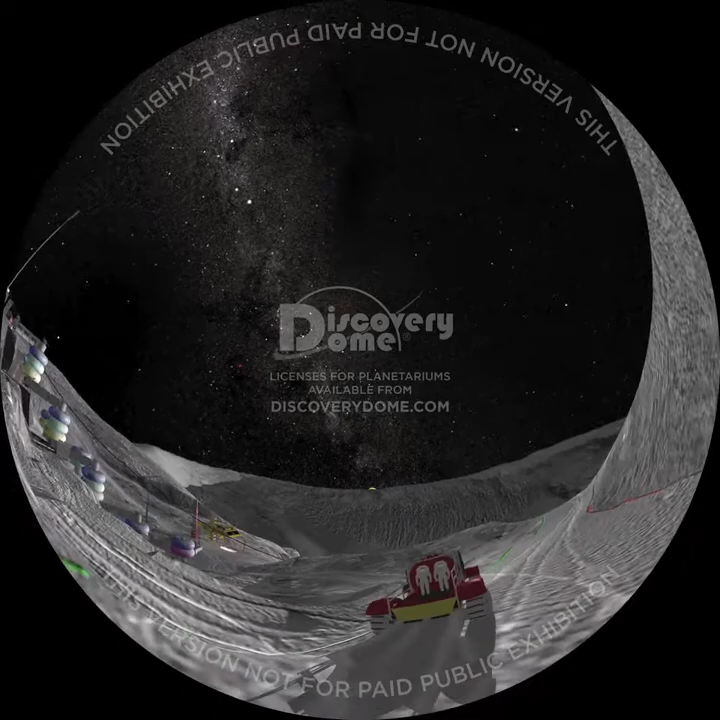 THIS VERSION NOT FOR PAID PUBLIC EXHIBITION
Discovery
Dome®
LICENSES FOR PLANETARIUMS
AVAILABLE FROM
DISCOVERYDOME.COM
THIS VERSION NOT FOR PAID PUBLIC EXHIBITION